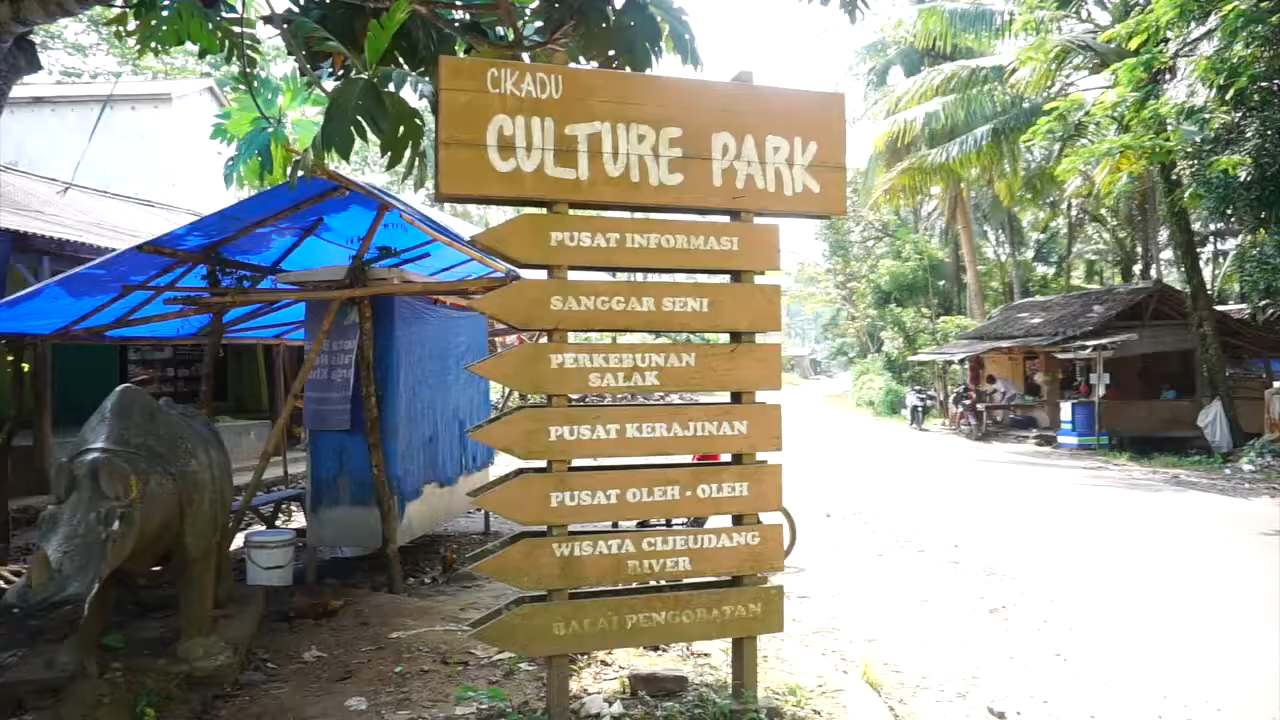 CIKADU
CULTURE PARK
PUSAT INFORMASI
SANGGAR SENI
PERKEBUNAN
SALAK
PUSAT KERAJINAN
PUSAT OLEH - OLEH
WISATA CIJEUDANG
RIVER
BALAI PENGOBATAN